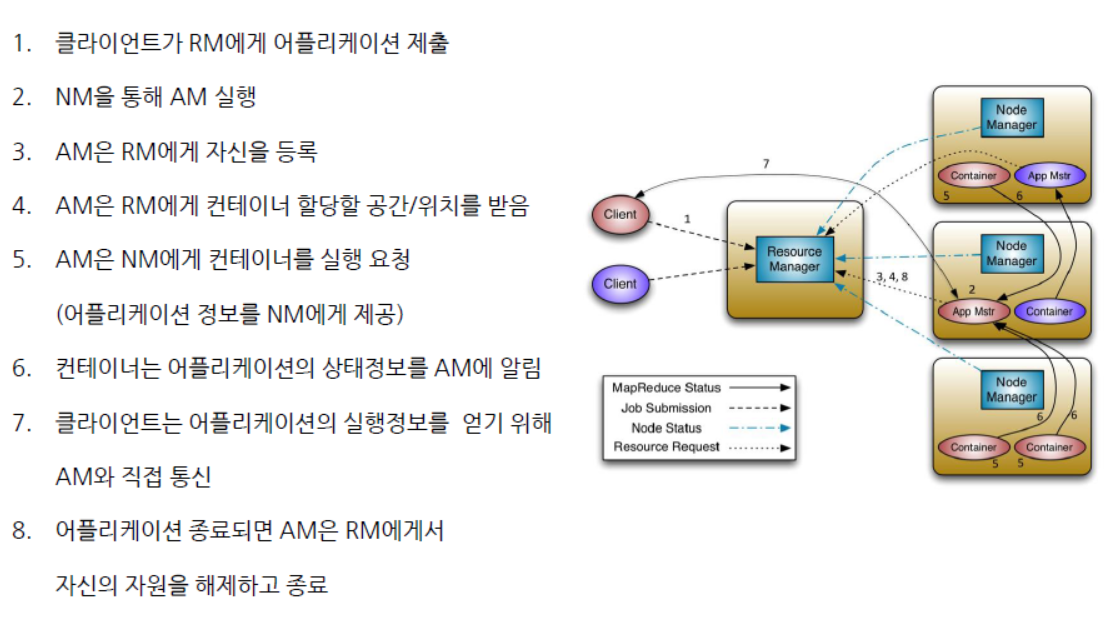 1. 클라이언트가 RM에게 어플리케이션 제출
2. NM을 통해 AM 실행
3. AM은 RM에게 자신을 등록
4. AM은 RM에게 컨테이너 할당할 공간/위치를 받음
5. AM은 NM에게 컨테이너를 실행 요청
(어플리케이션 정보를 NM에게 제공)
6. 컨테이너는 어플리케이션의 상태정보를 AM에 알림
7. 클라이언트는 어플리케이션의 실행정보를 얻기 위해
AM와 직접 통신
8. 어플리케이션 종료되면 AM은 RM에게서
자신의 자원을 해제하고 종료
Node
Manager
Container
App Mstr
5
6
7
Client
1
Resource
Manager
Client
3, 4, 8
Node
Manager
2
App Mstr
Container
Node
Manager
6
6
Container
Container
5
5
MapReduce Status
Job Submission
Node Status
Resource Request